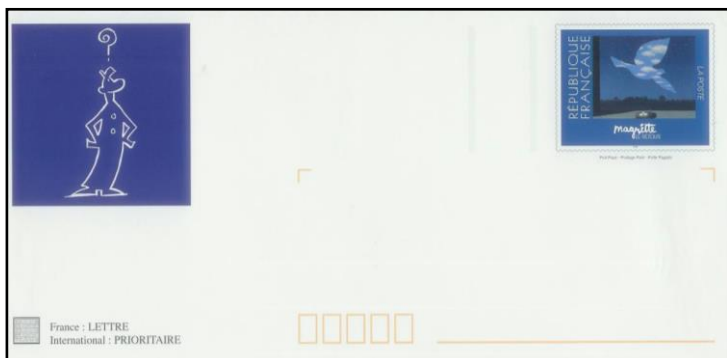 RÉPUBLIQUE
FRANÇAISE
LA POSTE
magritte
France : LETTRE
International : PRIORITAIRE